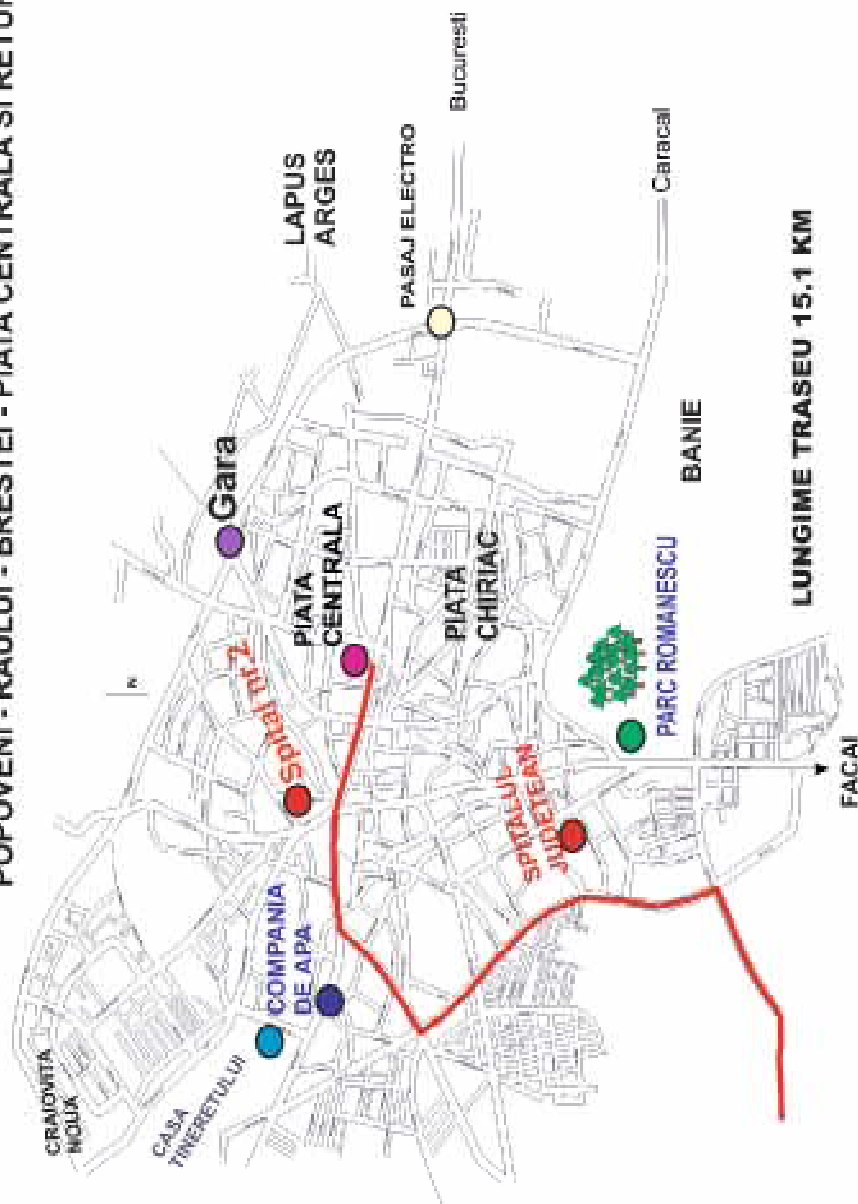 POPOVENI - RAULUI - BRESTEI - PIATA CENTRALA SI RETUR
CRAIOVITA
NOUA
CASA
TINERETULUI
COMPANIA
DE APA
Spital nr.2
N
Gara
PIATA
CENTRALA
LAPUS
ARGES
PASAJ ELECTRO
Bucuresti
PIATA
CHIRIAC
Caracal
BANIE
SPITALUL
JUDETEAN
PARC ROMANESCU
FACAI
LUNGIME TRASEU 15.1 KM